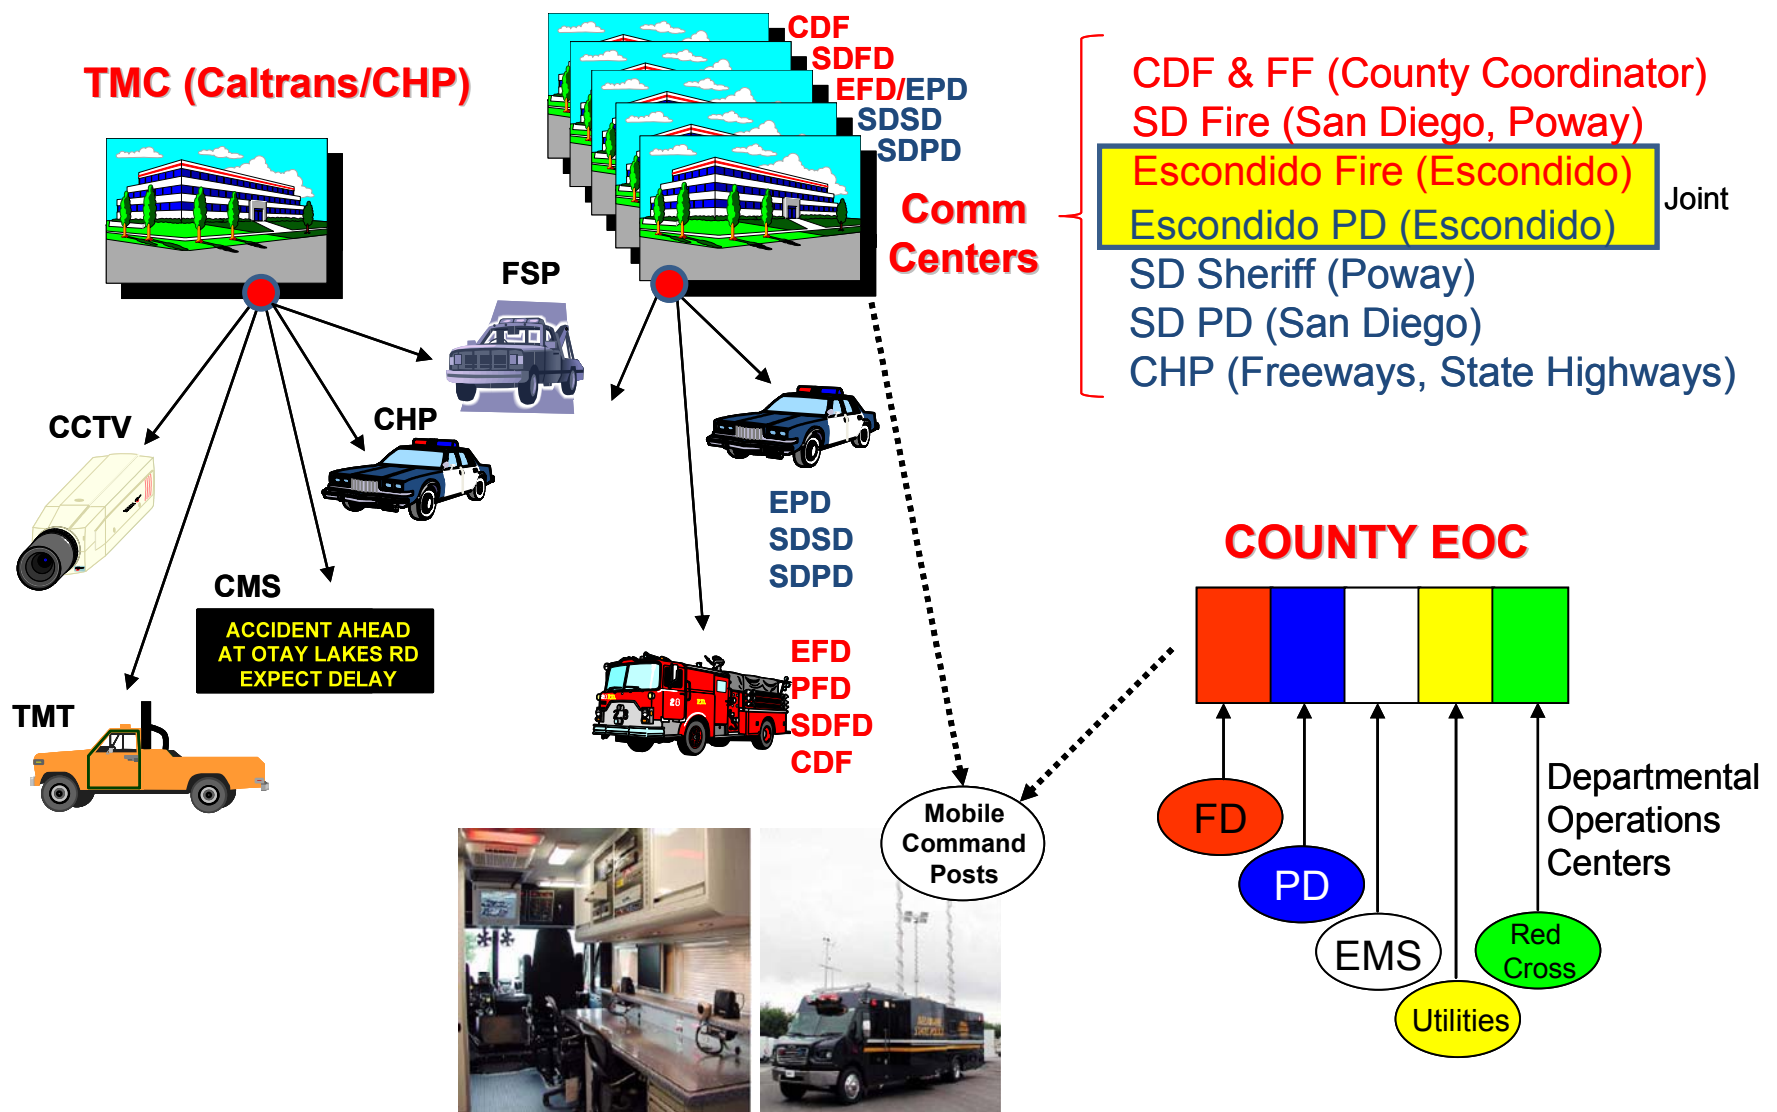 TMC (Caltrans/CHP)
CDF
SDFD
EFD/EPD
SDSD
SDPD
Comm
Centers
CDF & FF (County Coordinator)
SD Fire (San Diego, Poway)
Escondido Fire (Escondido)
Escondido PD (Escondido)
Joint
SD Sheriff (Poway)
SD PD (San Diego)
CHP (Freeways, State Highways)
FSP
CCTV
CHP
CMS
ACCIDENT AHEAD
AT OTAY LAKES RD
EXPECT DELAY
TMT
EPD
SDSD
SDPD
EFD
PFD
SDFD
CDF
20
COUNTY EOC
Mobile
Command
Posts
FD
PD
EMS
Utilities
Red
Cross
Departmental
Operations
Centers